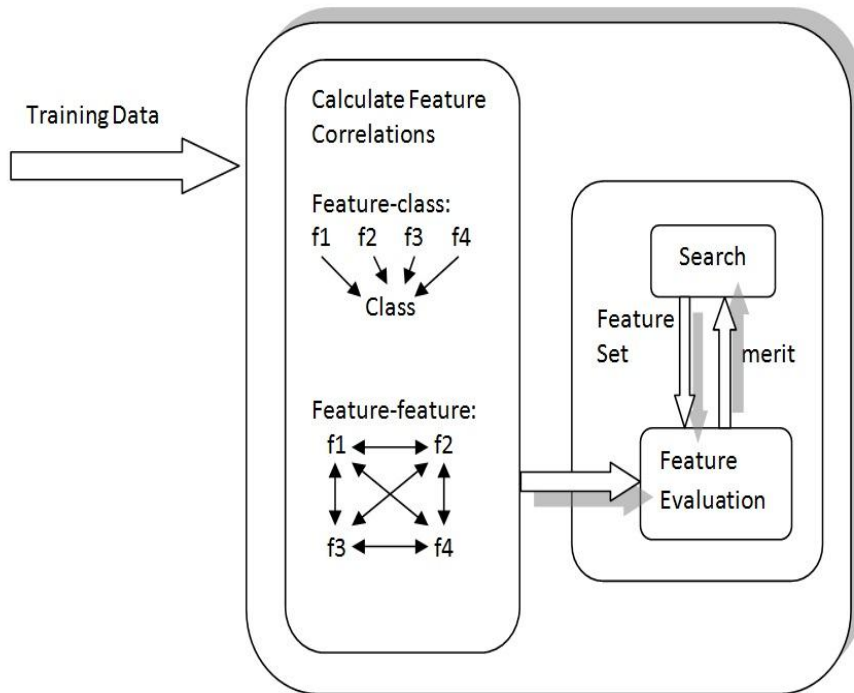 Training Data
Calculate Feature
Correlations
Feature-class:
f1 f2 f3 f4
Class
Feature-feature:
f1 f2
f3 f4
Search
Feature
Set
merit
Feature
Evaluation